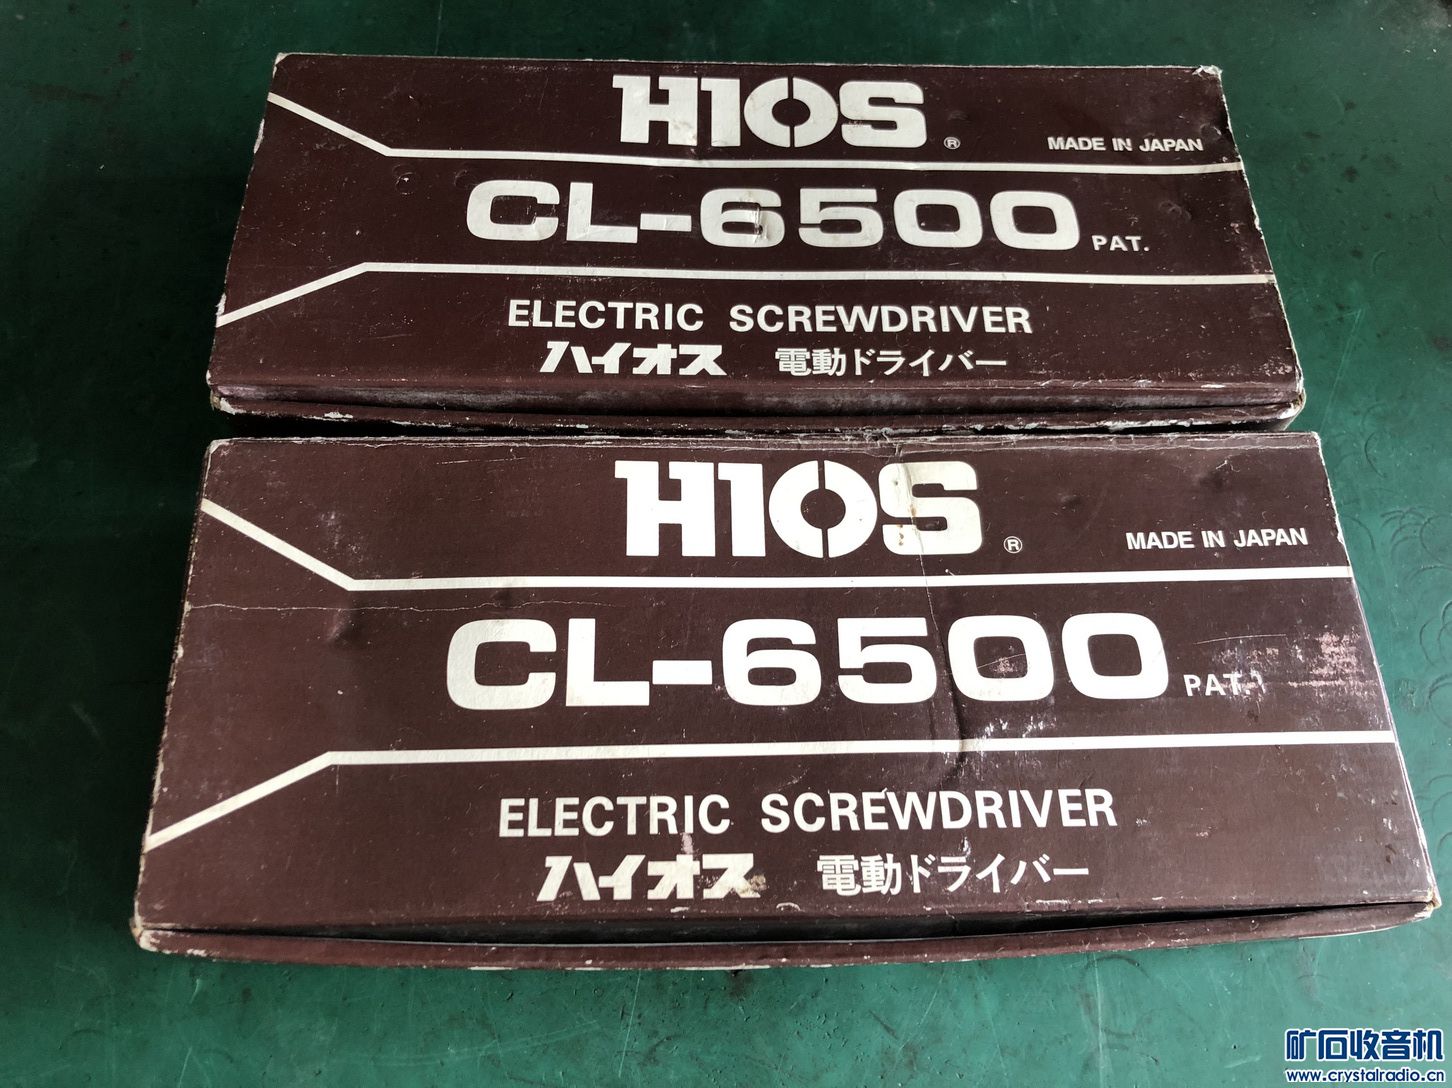 HIOS ®
MADE IN JAPAN
CL-6500 PAT.
ELECTRIC SCREWDRIVER
ハイオス 電動ドライバー
HIOS ®
MADE IN JAPAN
CL-6500 PAT.
ELECTRIC SCREWDRIVER
ハイオス 電動ドライバー
矿石收音机
www.crystalradio.cn